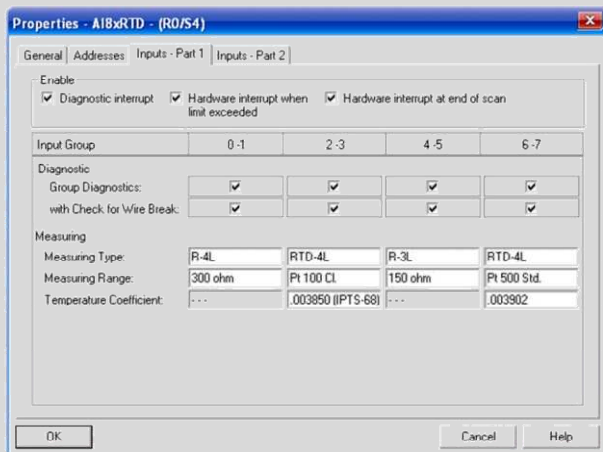 Properties - AI8xRTD - (R0/S4)
General Addresses Inputs - Part 1 Inputs - Part 2
Enable
Diagnostic interrupt Hardware interrupt when limit exceeded Hardware interrupt at end of scan
Input Group 0 -1 2 -3 4 -5 6 -7
Diagnostic
Group Diagnostics:
with Check for Wire Break:
Measuring
Measuring Type: R-4L RTD-4L R-3L RTD-4L
Measuring Range: 300 ohm Pt 100 Cl. 150 ohm Pt 500 Std.
Temperature Coefficient: - - - .003850 (IPTS-68) - - - .003902
OK Cancel Help